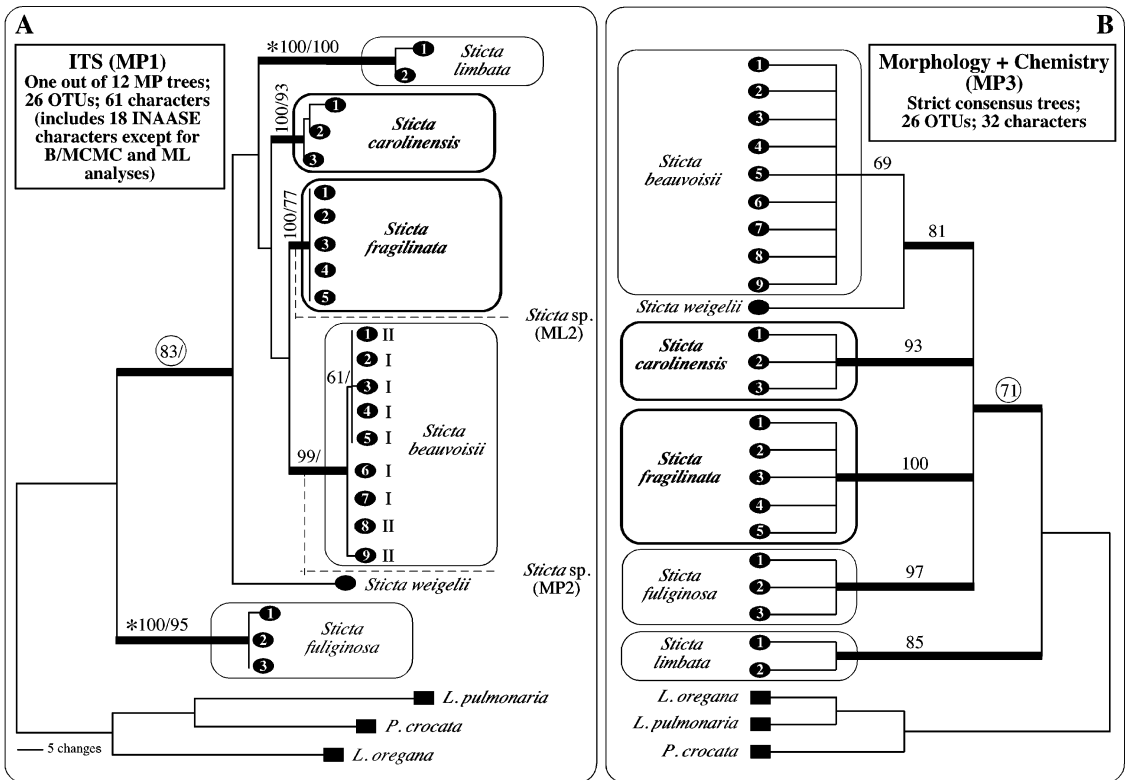 A
ITS (MP1)
One out of 12 MP trees;
26 OTUs; 61 characters
(includes 18 INAASE
characters except for
B/MCMC and ML
analyses)
*100/100
1
2
Sticta
limbata
100/93
1
2
3
Sticta
carolinensis
100/77
1
2
3
4
5
Sticta
fragilinata
Sticta sp.
(ML2)
83/
61/
99/
1 II
2 I
3 I
4 I
5 I
6 I
7 I
8 II
9 II
Sticta
beauvoisii
Sticta sp.
(MP2)
Sticta weigelii
*100/95
1
2
3
Sticta
fuliginosa
L. pulmonaria
P. crocata
L. oregana
5 changes
B
Morphology + Chemistry
(MP3)
Strict consensus trees;
26 OTUs; 32 characters
Sticta
beauvoisii
1
2
3
4
5
6
7
8
9
69
81
Sticta weigelii
Sticta
carolinensis
1
2
3
93
71
Sticta
fragilinata
1
2
3
4
5
100
Sticta
fuliginosa
1
2
3
97
Sticta
limbata
1
2
85
L. oregana
L. pulmonaria
P. crocata